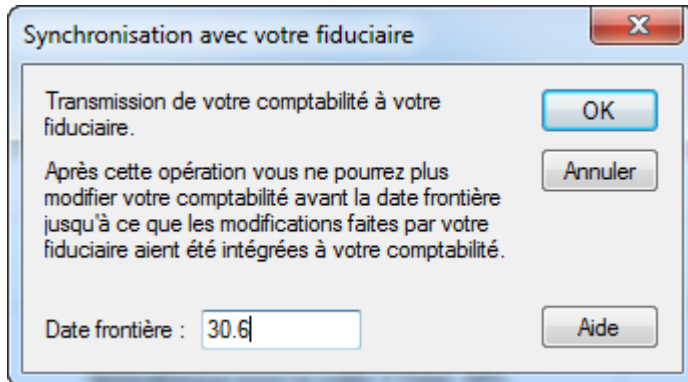 Synchronisation avec votre fiduciaire
Transmission de votre comptabilité à votre
fiduciaire.
OK
Après cette opération vous ne pourrez plus
modifier votre comptabilité avant la date frontière
jusqu'à ce que les modifications faites par votre
fiduciaire aient été intégrées à votre comptabilité.
Annuler
Date frontière : 30.6
Aide